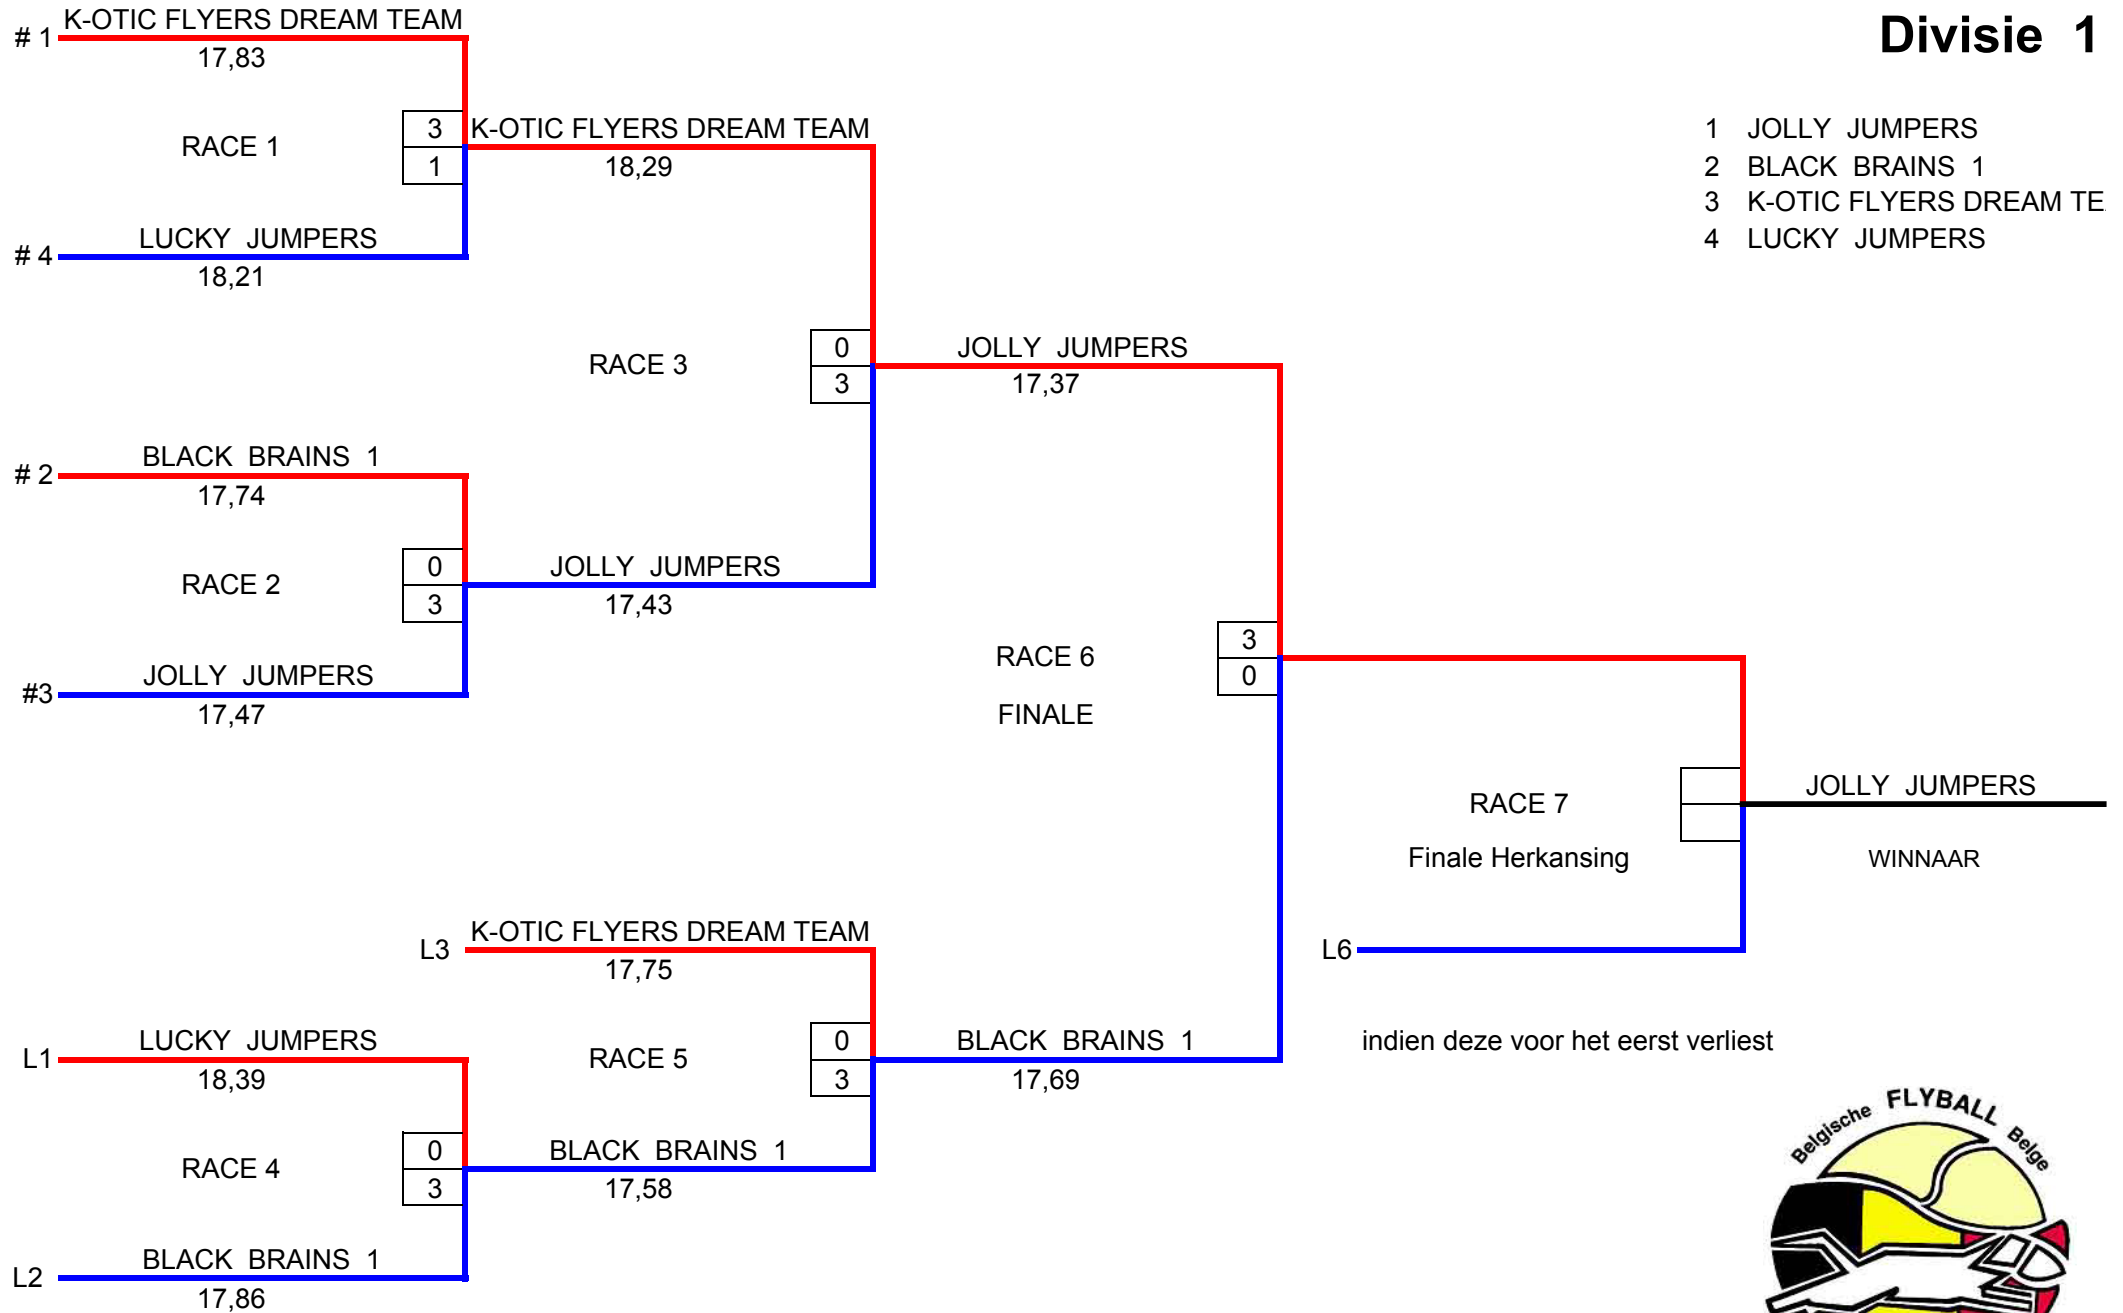 Divisie 1
1 JOLLY JUMPERS
2 BLACK BRAINS 1
3 K-OTIC FLYERS DREAM TE
4 LUCKY JUMPERS
# 1 K-OTIC FLYERS DREAM TEAM
17,83
RACE 1
3
1
# 4 LUCKY JUMPERS
18,21
K-OTIC FLYERS DREAM TEAM
18,29
RACE 3
0
3
# 2 BLACK BRAINS 1
17,74
RACE 2
0
3
#3 JOLLY JUMPERS
17,47
JOLLY JUMPERS
17,43
JOLLY JUMPERS
17,37
RACE 6
FINALE
3
0
RACE 7
Finale Herkansing
JOLLY JUMPERS
WINNAAR
L6
indien deze voor het eerst verliest
L3 K-OTIC FLYERS DREAM TEAM
17,75
RACE 5
0
3
BLACK BRAINS 1
17,69
L1 LUCKY JUMPERS
18,39
RACE 4
0
3
BLACK BRAINS 1
17,58
L2 BLACK BRAINS 1
17,86
Belgische FLYBALL Belge